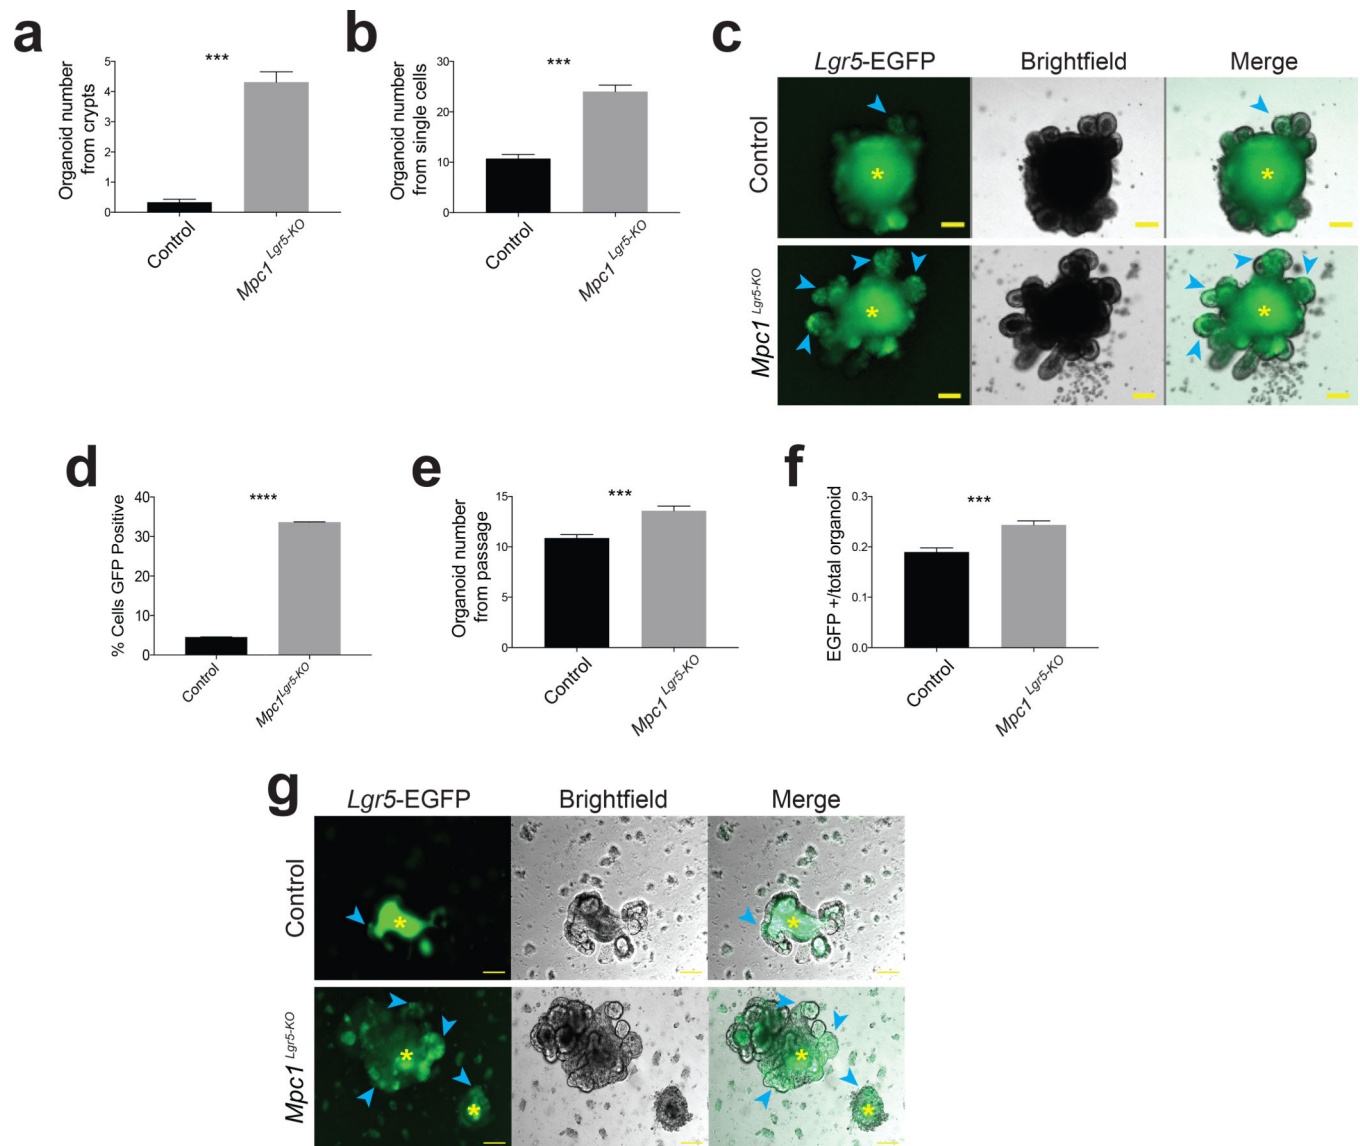 a
***
Organoid number
from crypts
5
4
3
2
1
0
Control
Mpc1 Lgr5-KO
b
***
Organoid number
from single cells
30
20
10
0
Control
Mpc1 Lgr5-KO
c
Lgr5-EGFP Brightfield Merge
Control
*
*
Mpc1 Lgr5-KO
*
*
d
****
% Cells GFP Positive
40
30
20
10
0
Control
Mpc1Lgr5-KO
e
***
Organoid number
from passage
15
10
5
0
Control
Mpc1 Lgr5-KO
f
***
EGFP +/total organoid
0.3
0.2
0.1
0.0
Control
Mpc1 Lgr5-KO
g
Lgr5-EGFP Brightfield Merge
Control
*
*
Mpc1 Lgr5-KO
*
*
*
*